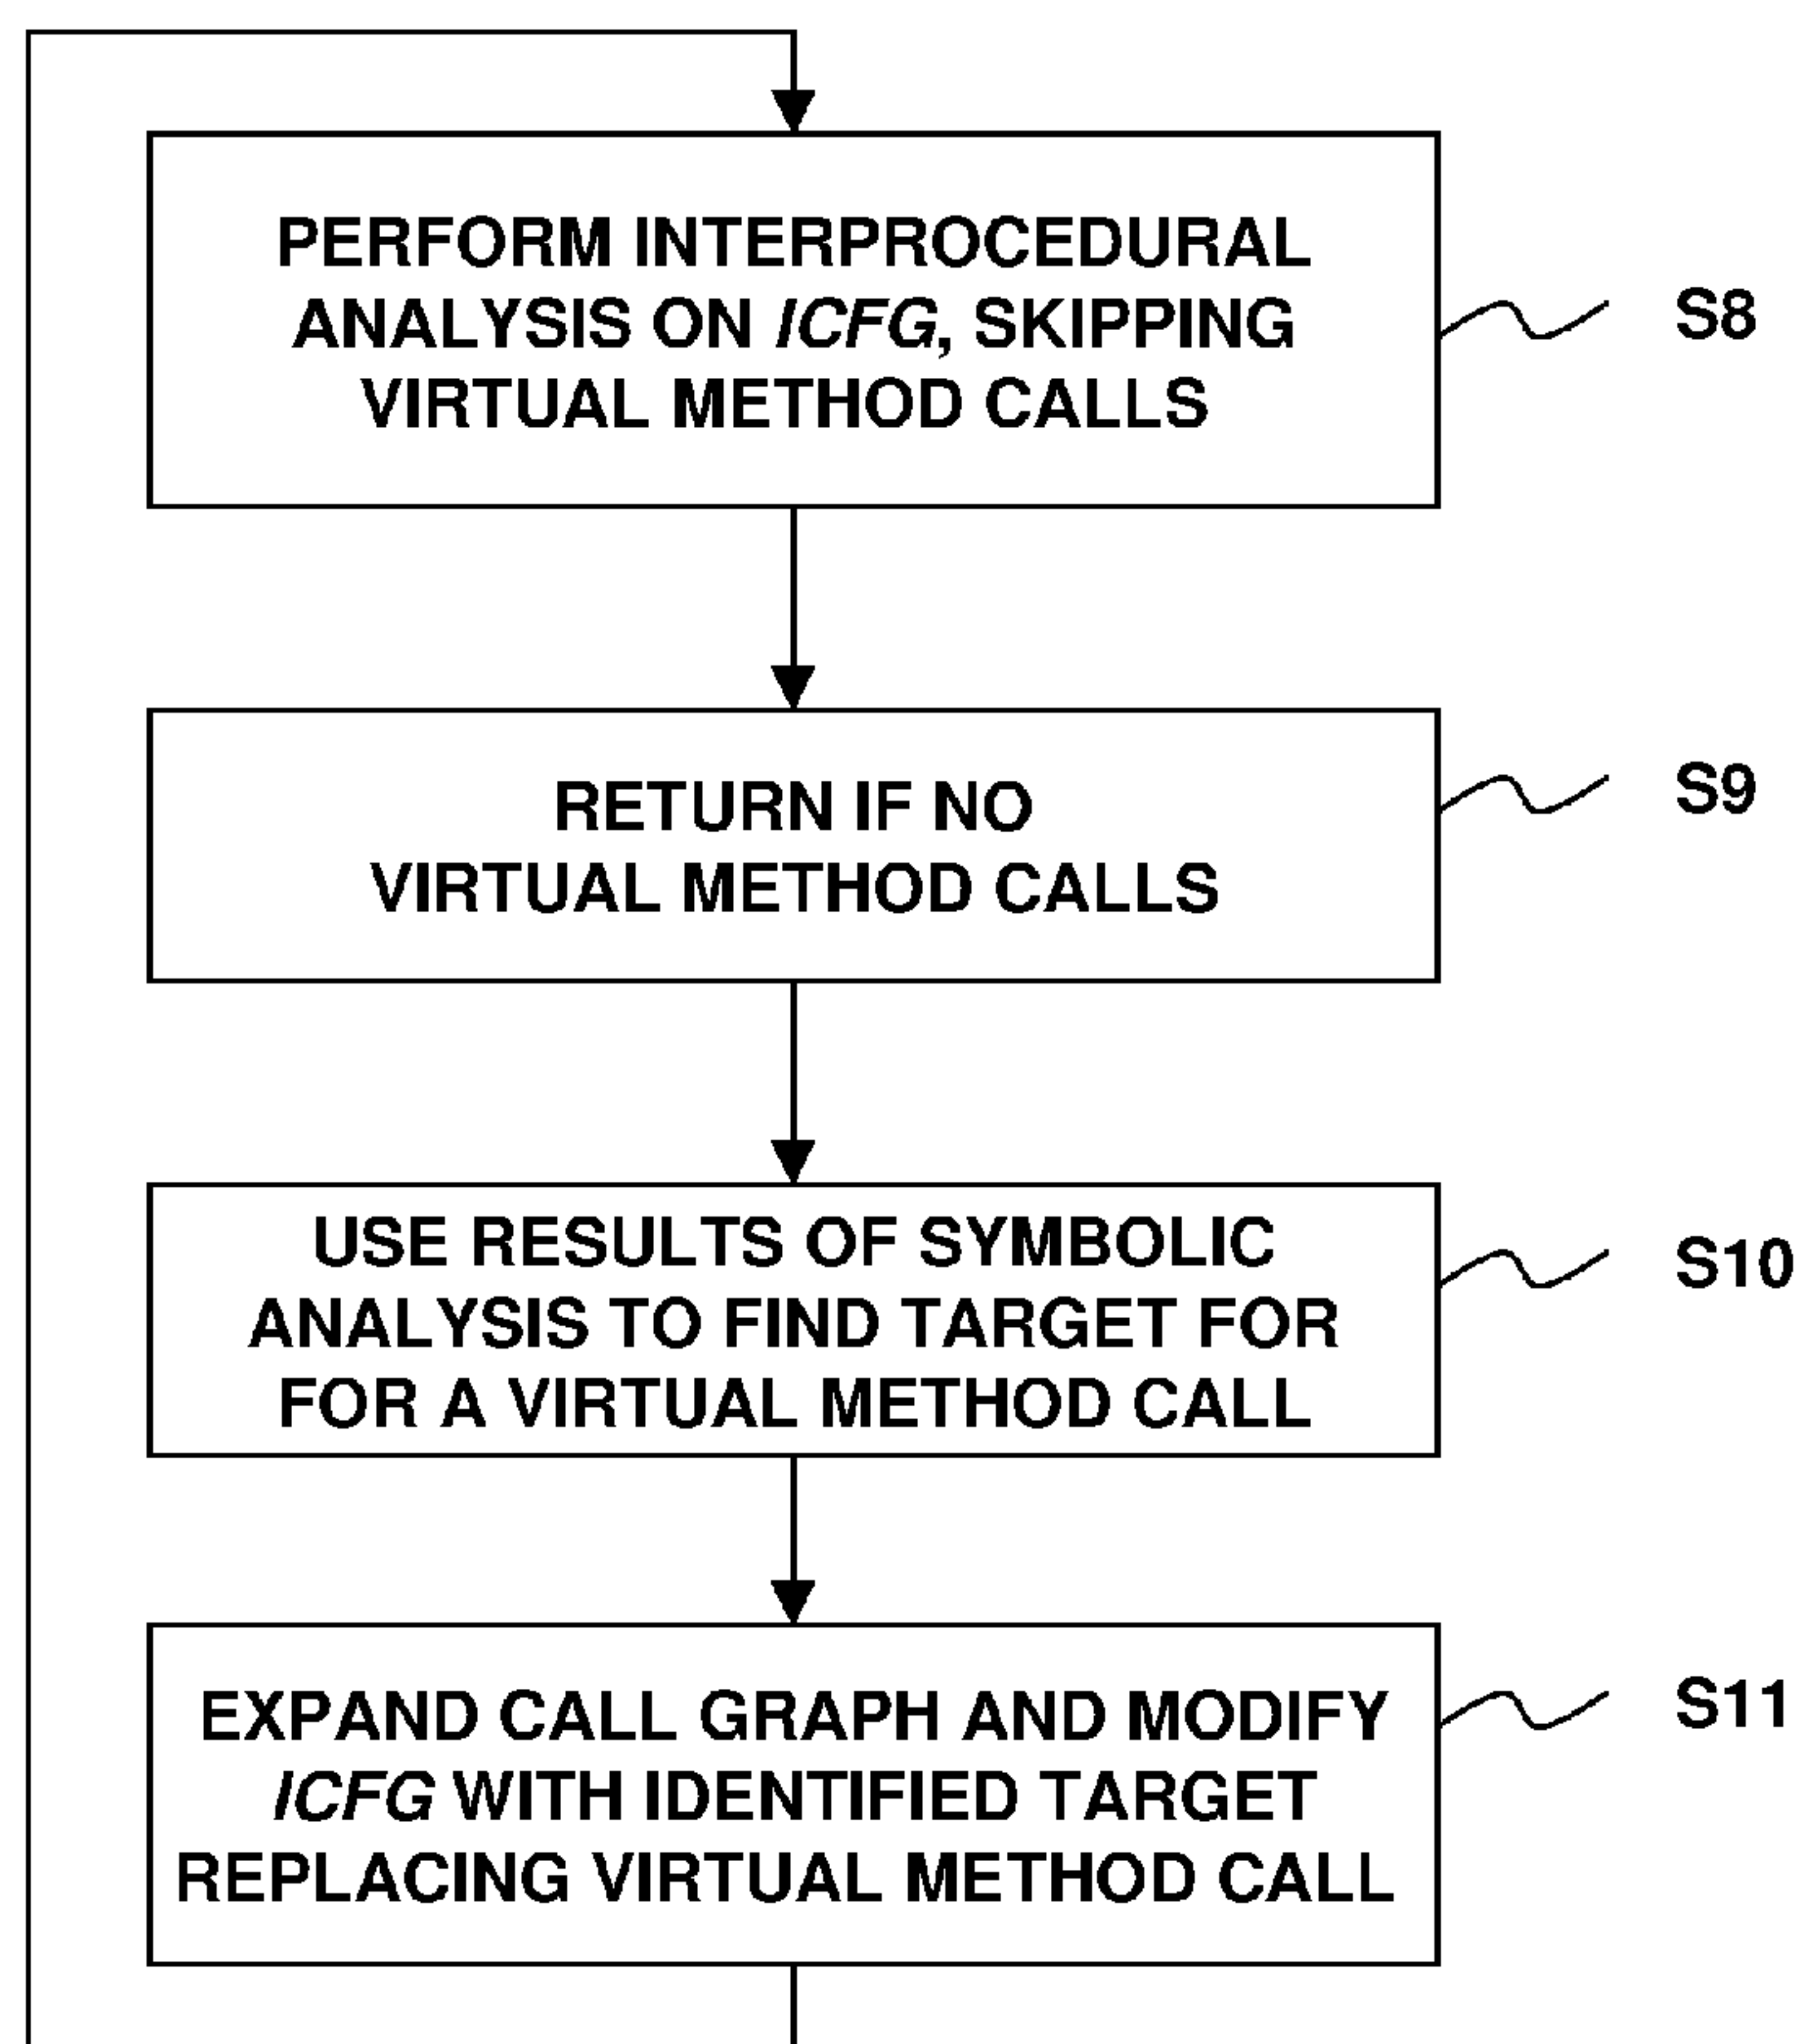 PERFORM INTERPROCEDURAL
ANALYSIS ON ICFG, SKIPPING
VIRTUAL METHOD CALLS
S8
RETURN IF NO
VIRTUAL METHOD CALLS
S9
USE RESULTS OF SYMBOLIC
ANALYSIS TO FIND TARGET FOR
FOR A VIRTUAL METHOD CALL
S10
EXPAND CALL GRAPH AND MODIFY
ICFG WITH IDENTIFIED TARGET
REPLACING VIRTUAL METHOD CALL
S11